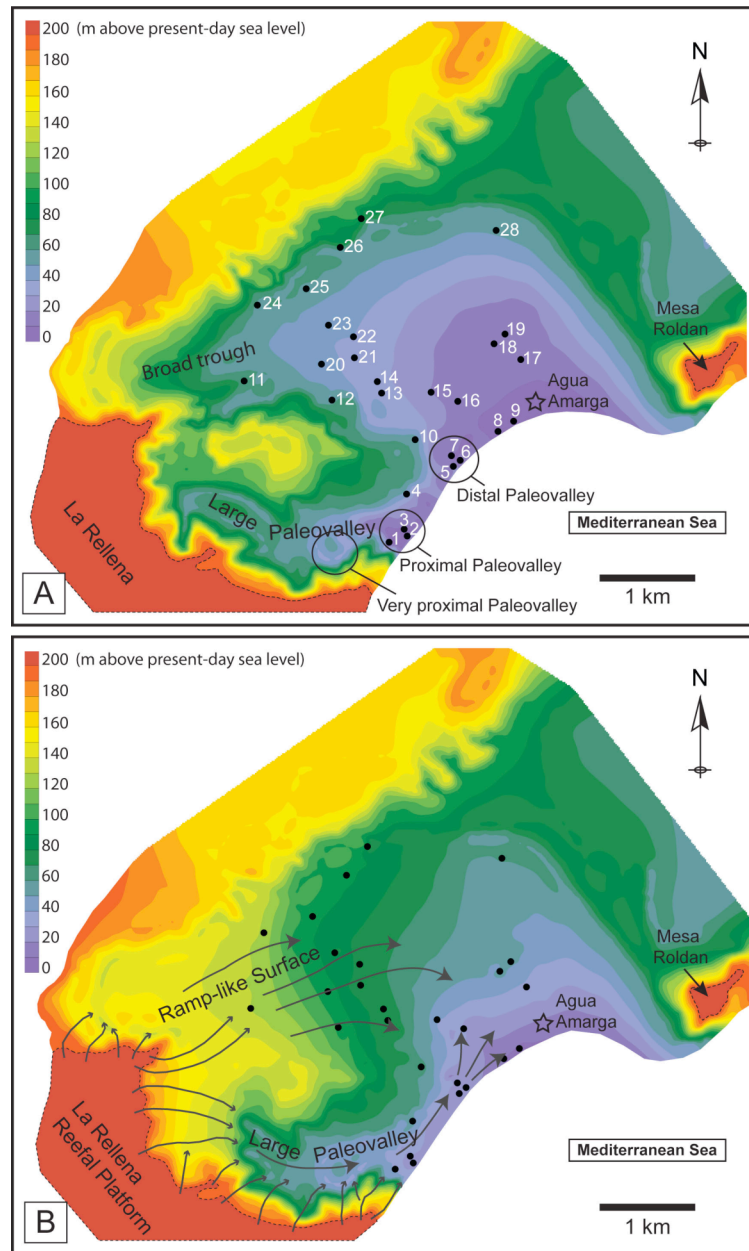 200 (m above present-day sea level)
180
160
140
120
100
80
60
40
20
0
N
27
28
26
25
24
23
22
19
18
Mesa
Roldan
Broad trough
20
21
17
11
14
13
12
15
16
Agua
Amarga
10
9
8
7
6
5
Distal Paleovalley
4
Large Paleovalley
3
2
1
La Rellena
Proximal Paleovalley
Very proximal Paleovalley
Mediterranean Sea
1 km
A
200 (m above present-day sea level)
180
160
140
120
100
80
60
40
20
0
N
Ramp-like Surface
Mesa
Roldan
Agua
Amarga
Large Paleovalley
La Rellena
Reefal Platform
Mediterranean Sea
1 km
B